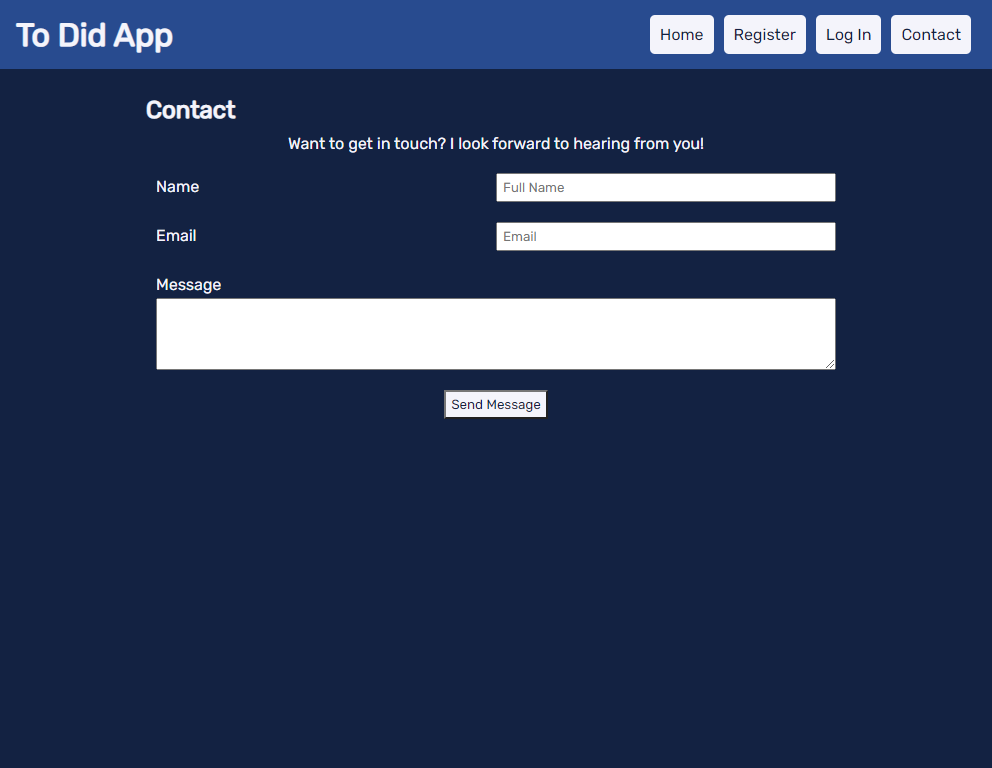 To Did App
Home Register Log In Contact
Contact
Want to get in touch? I look forward to hearing from you!
Name Full Name
Email Email
Message
Send Message